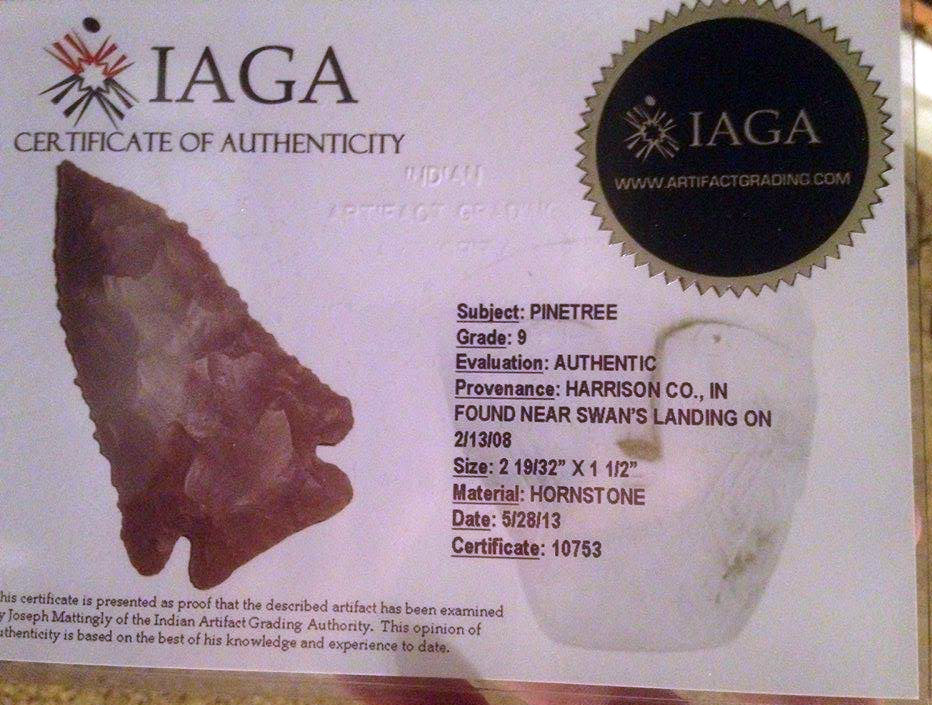 IAGA
CERTIFICATE OF AUTHENTICITY
IAGA
WWW.ARTIFACTGRADING.COM
INDIAN
ARTIFACT GRADING
Subject: PINETREE
Grade: 9
Evaluation: AUTHENTIC
Provenance: HARRISON CO., IN
FOUND NEAR SWAN'S LANDING ON
2/13/08
Size: 2 19/32" X 1 1/2"
Material: HORNSTONE
Date: 5/28/13
Certificate: 10753
his certificate is presented as proof that the described artifact has been examined
y Joseph Mattingly of the Indian Artifact Grading Authority. This opinion of
uthenticity is based on the best of his knowledge and experience to date.